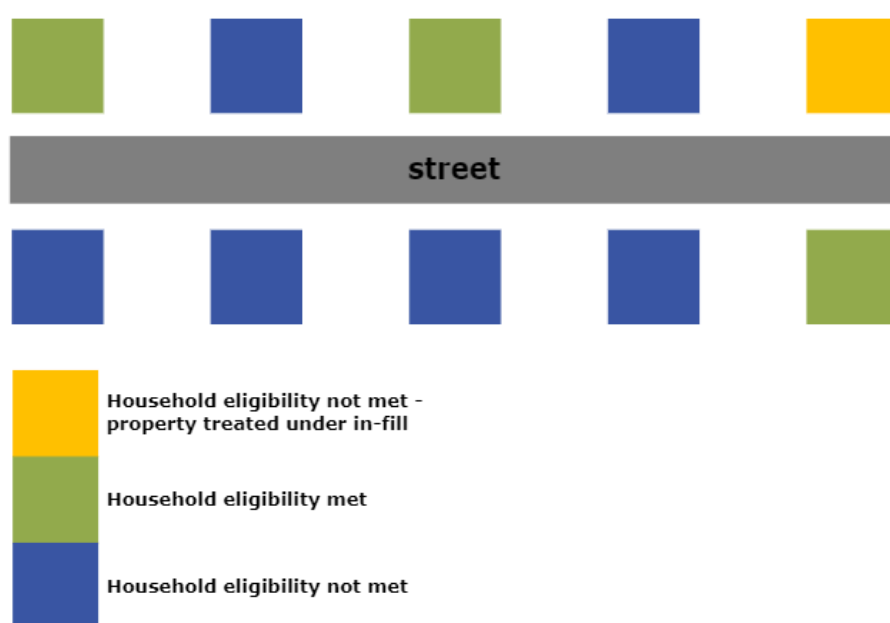 street
Household eligibility not met -
property treated under in-fill
Household eligibility met
Household eligibility not met